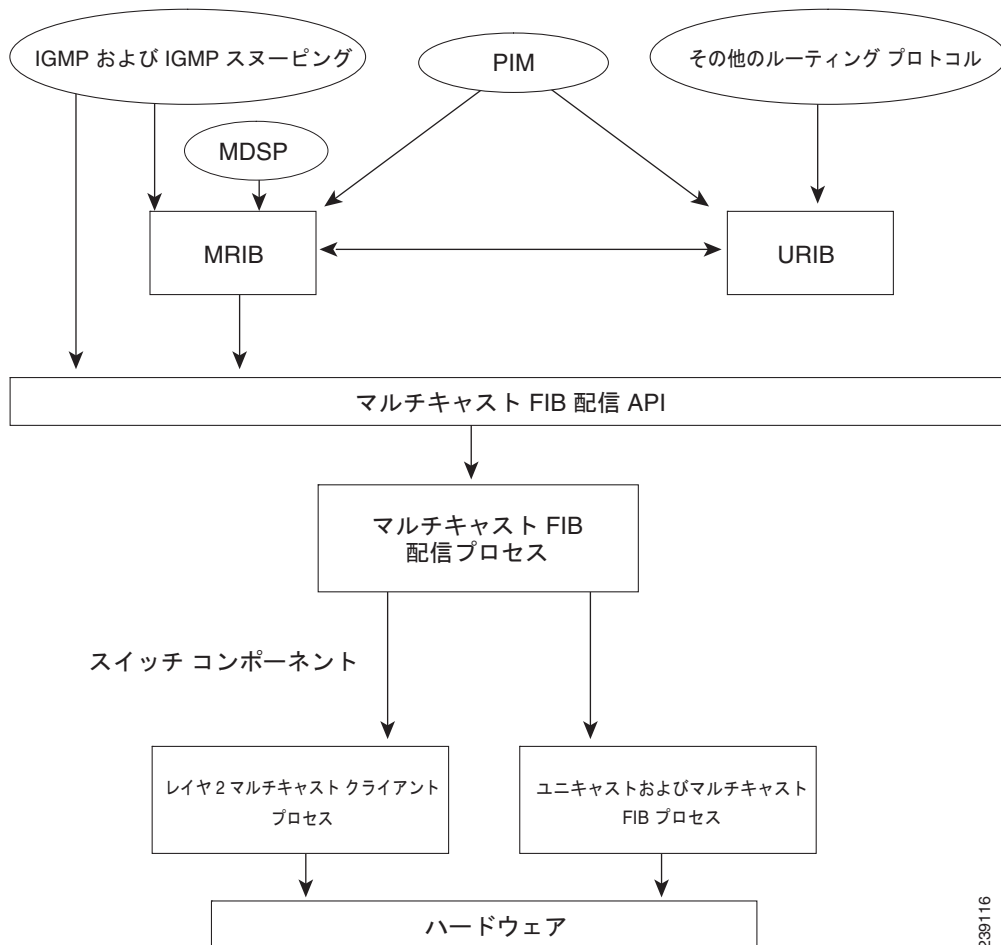 IGMP および IGMP スヌーピング
PIM
その他のルーティング プロトコル
MDSP
MRIB
URIB
マルチキャスト FIB 配信 API
マルチキャスト FIB
配信プロセス
スイッチ コンポーネント
レイヤ 2 マルチキャスト クライアント
プロセス
ユニキャストおよびマルチキャスト
FIB プロセス
ハードウェア
239116